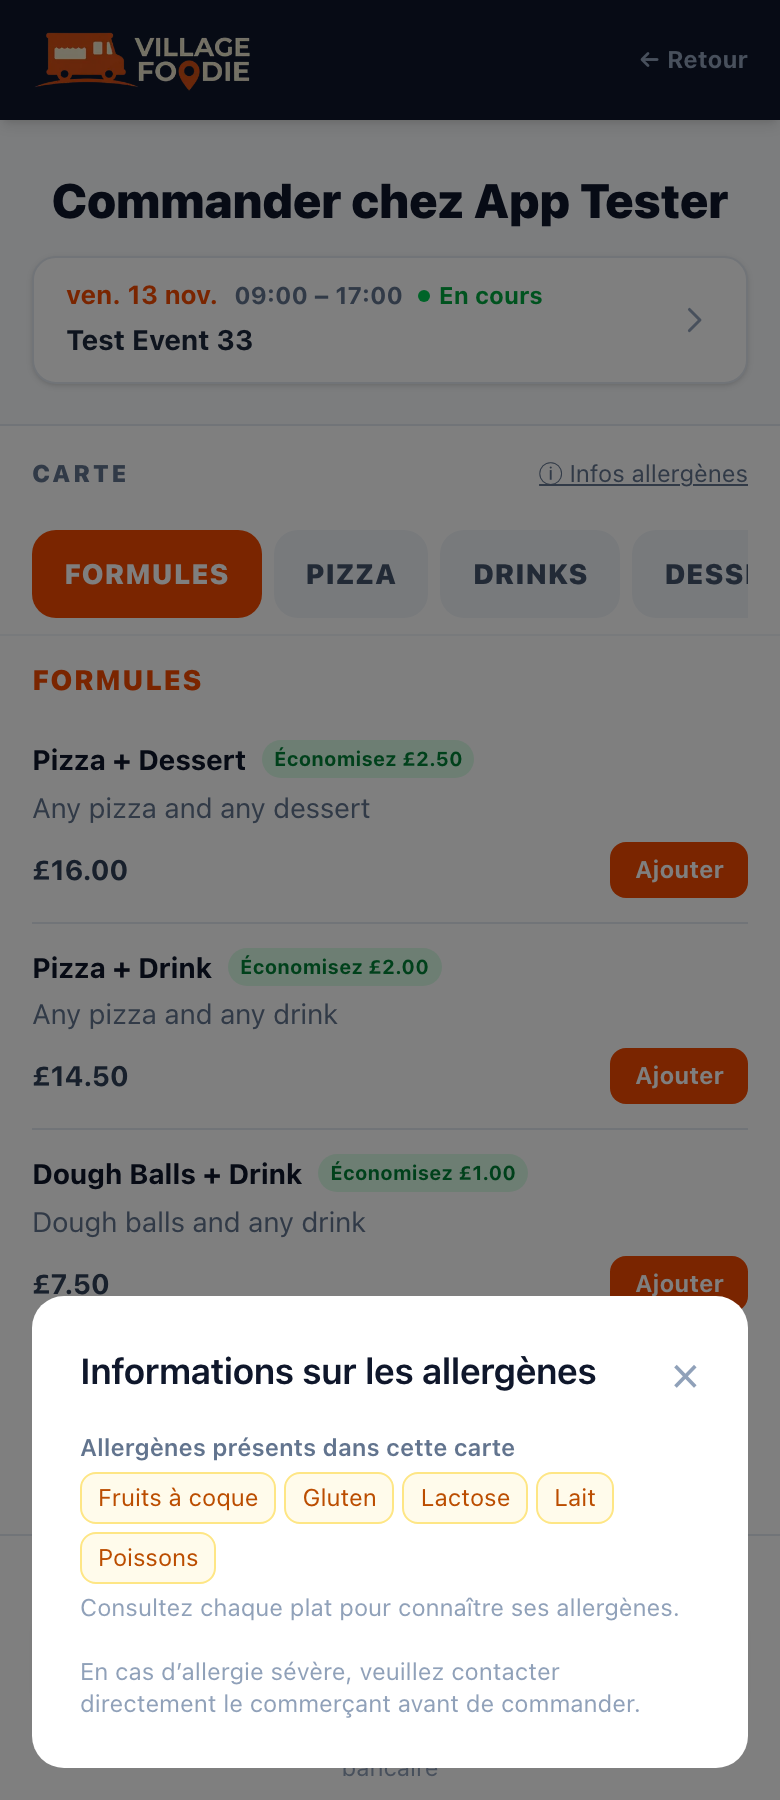 VILLAGE
FOODIE
← Retour
Commander chez App Tester
ven. 13 nov. 09:00 – 17:00 • En cours
Test Event 33
CARTE
ⓘ Infos allergènes
FORMULES PIZZA DRINKS DESS
FORMULES
Pizza + Dessert Économisez £2.50
Any pizza and any dessert
£16.00 Ajouter
Pizza + Drink Économisez £2.00
Any pizza and any drink
£14.50 Ajouter
Dough Balls + Drink Économisez £1.00
Dough balls and any drink
£7.50 Ajouter
Informations sur les allergènes ×
Allergènes présents dans cette carte
Fruits à coque Gluten Lactose Lait
Poissons
Consultez chaque plat pour connaître ses allergènes.
En cas d’allergie sévère, veuillez contacter
directement le commerçant avant de commander.
bancaire